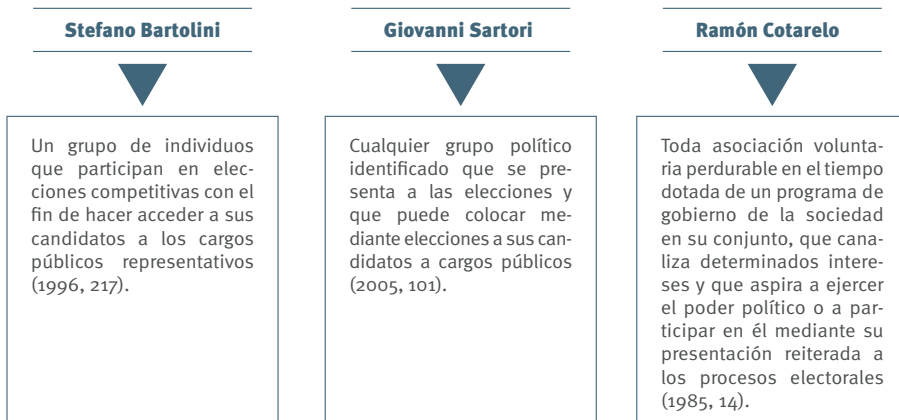 Stefano Bartolini
Un grupo de individuos
que participan en elec-
ciones competitivas con el
fin de hacer acceder a sus
candidatos a los cargos
públicos representativos
(1996, 217).
Giovanni Sartori
Cualquier grupo político
identificado que se pre-
senta a las elecciones y
que puede colocar me-
diante elecciones a sus can-
didatos a cargos públicos
(2005, 101).
Ramón Cotarelo
Toda asociación volunta-
ria perdurable en el tiempo
dotada de un programa de
gobierno de la sociedad
en su conjunto, que cana-
liza determinados intere-
ses y que aspira a ejercer
el poder político o a par-
ticipar en él mediante su
presentación reiterada a
los procesos electorales
(1985, 14).